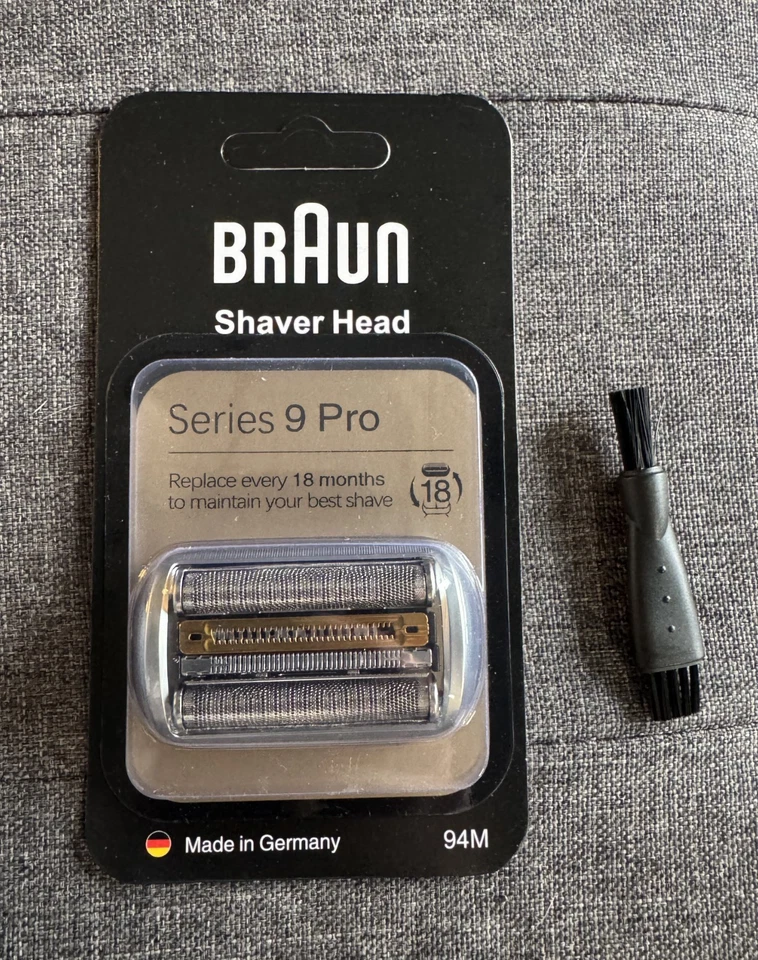 BRAUN
Shaver Head
Series 9 Pro
Replace every 18 months
to maintain your best shave
18
Made in Germany
94M